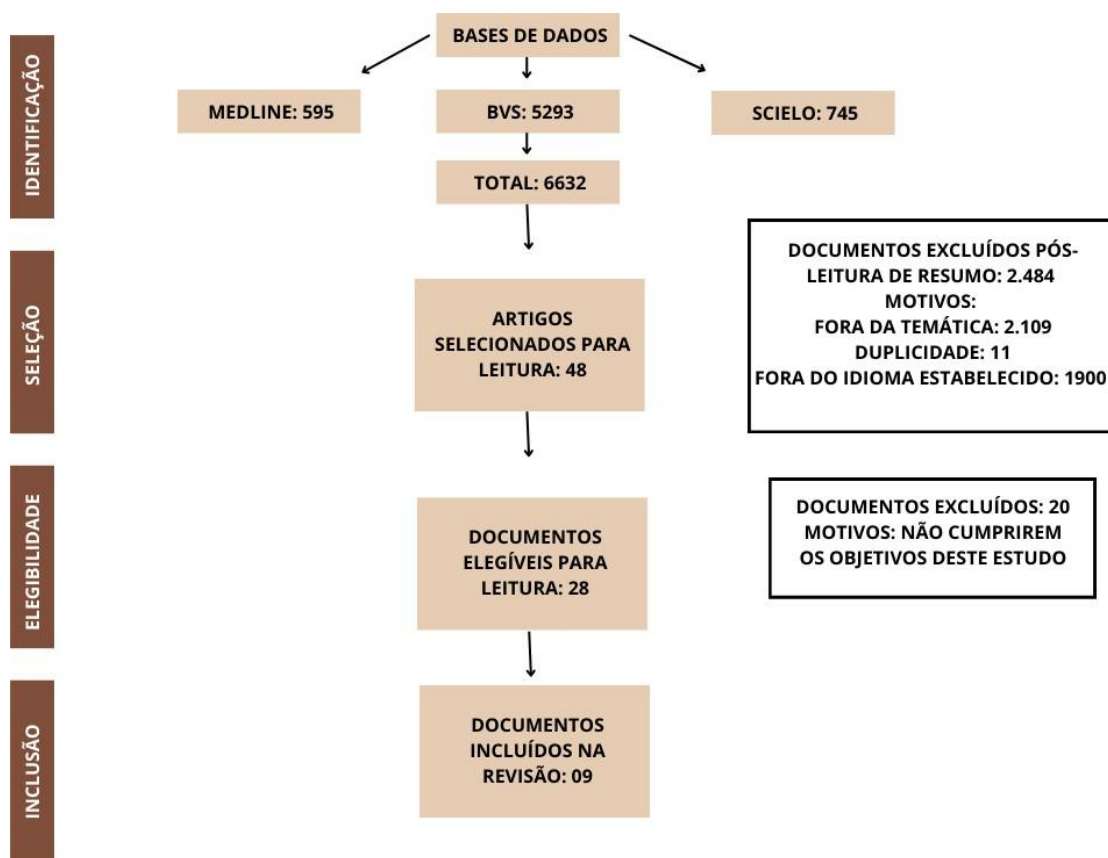 IDENTIFICAÇÃO
BASES DE DADOS
MEDLINE: 595
BVS: 5293
SCIELO: 745
TOTAL: 6632
SELEÇÃO
ARTIGOS
SELECIONADOS PARA
LEITURA: 48
DOCUMENTOS EXCLUÍDOS PÓS-
LEITURA DE RESUMO: 2.484
MOTIVOS:
FORA DA TEMÁTICA: 2.109
DUPLICIDADE: 11
FORA DO IDIOMA ESTABELECIDO: 1900
ELEGIBILIDADE
DOCUMENTOS
ELEGÍVEIS PARA
LEITURA: 28
DOCUMENTOS EXCLUÍDOS: 20
MOTIVOS: NÃO CUMPRIREM
OS OBJETIVOS DESTE ESTUDO
INCLUSÃO
DOCUMENTOS
INCLUÍDOS NA
REVISÃO: 09